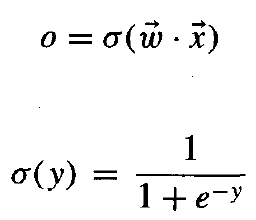 o = σ(w⃗ · x⃗)
σ(y) = 1 / (1 + e^{-y})